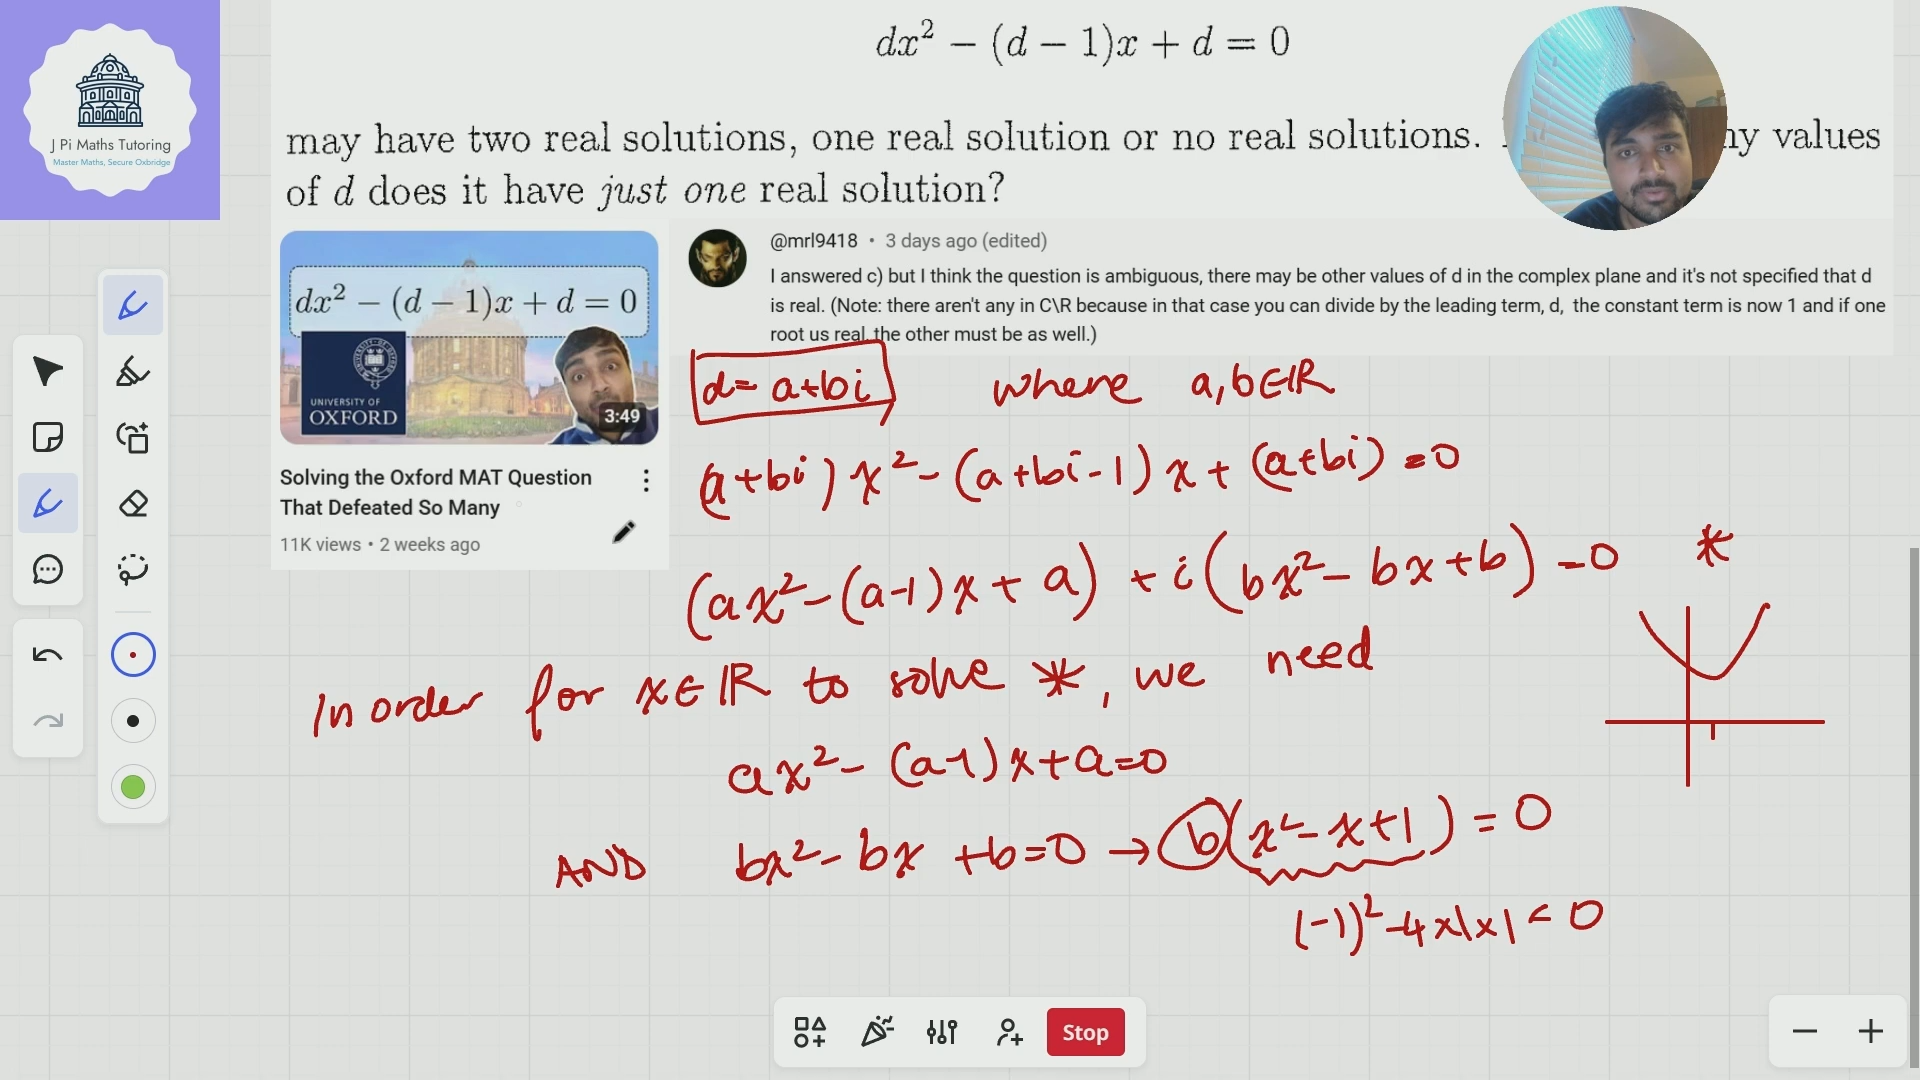 J Pi Maths Tutoring
Master Maths, Secure Oxbridge
dx² − (d − 1)x + d = 0
may have two real solutions, one real solution or no real solutions. values
of d does it have just one real solution?
dx² − (d − 1)x + d = 0
UNIVERSITY OF
OXFORD
3:49
Solving the Oxford MAT Question
That Defeated So Many
11K views • 2 weeks ago
@mrl9418 • 3 days ago (edited)
I answered c) but I think the question is ambiguous, there may be other values of d in the complex plane and it's not specified that d
is real. (Note: there aren't any in C\R because in that case you can divide by the leading term, d, the constant term is now 1 and if one
root us real, the other must be as well.)
d= a+bi where a,b∈ℝ
(a+bi)x²-(a+bi-1)x+(a+bi)=0
(ax²-(a-1)x+a) + i(bx²-bx+b)=0 *
In order for x∈ℝ to solve *, we need
ax²-(a-1)x+a=0
AND bx²-bx+b=0 → b(x²-x+1)=0
(-1)²-4×1×1<0
Stop